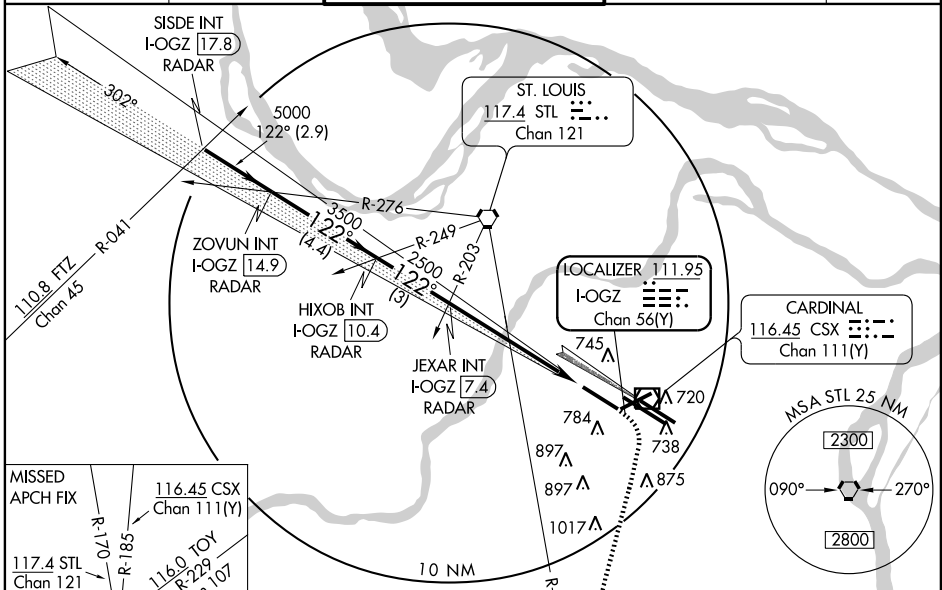 SISDE INT
I-OGZ 17.8
RADAR
302°
5000
122° (2.9)
ST. LOUIS
117.4 STL
Chan 121
R-276
3500
122°
(4.4)
R-249
2500
122°
(3)
R-203
R-041
110.8 FTZ
Chan 45
ZOVUN INT
I-OGZ 14.9
RADAR
HIXOB INT
I-OGZ 10.4
RADAR
JEXAR INT
I-OGZ 7.4
RADAR
LOCALIZER 111.95
I-OGZ
Chan 56(Y)
CARDINAL
116.45 CSX
Chan 111(Y)
745
720
784
738
897
897
875
1017
MSA STL 25 NM
2300
090°
270°
2800
MISSED
APCH FIX
116.45 CSX
Chan 111(Y)
R-170
R-185
117.4 STL
Chan 121
116.0 TOY
R-229
107
10 NM
R-